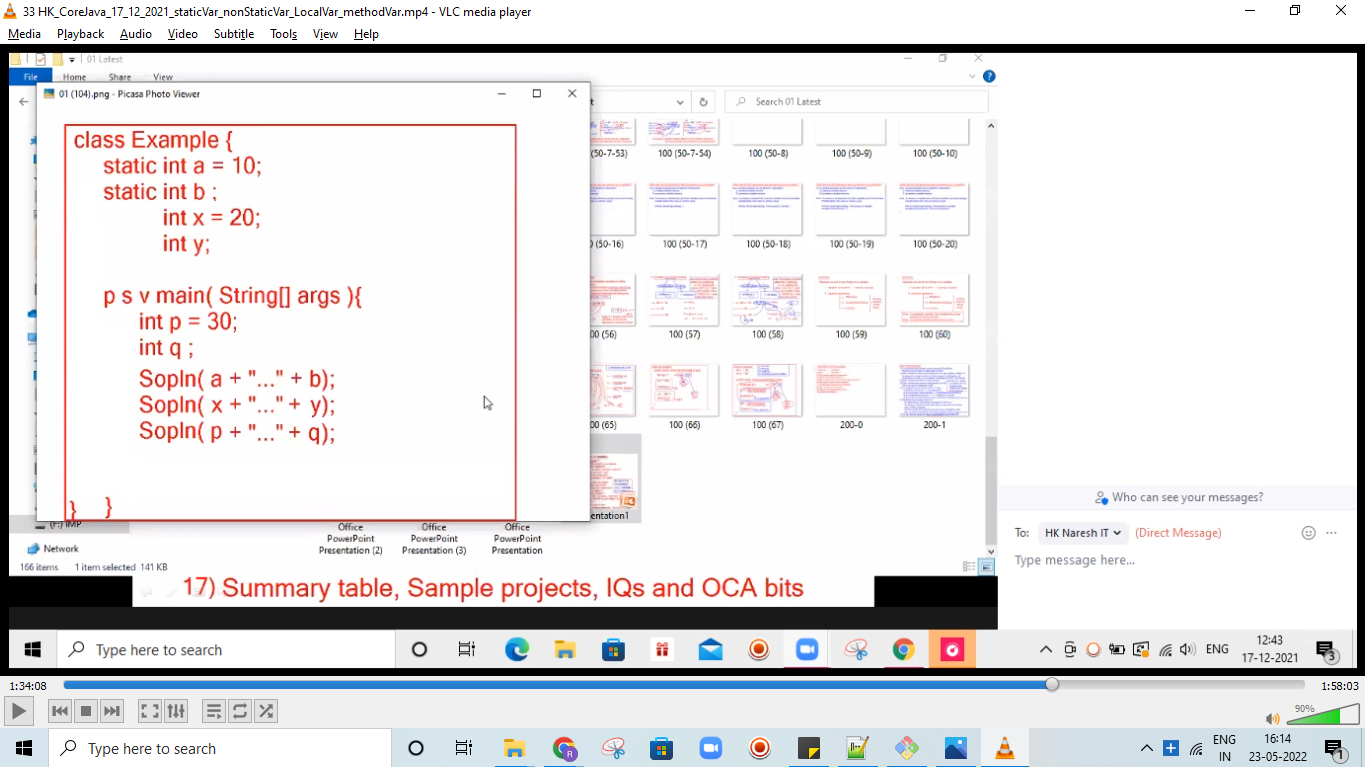 33 HK_CoreJava_17_12_2021_staticVar_nonStaticVar_LocalVar_methodVar.mp4 - VLC media player
Media Playback Audio Video Subtitle Tools View Help
01 Latest
File Home Share View
01 (104).png - Picasa Photo Viewer
Search 01 Latest
class Example {
static int a = 10;
static int b ;
int x = 20;
int y;
p s v main( String[] args ){
int p = 30;
int q ;
Sopln( a + "..." + b);
Sopln( x + "..." + y);
Sopln( p + "..." + q);
}
}
(50-7-53) 100 (50-7-54) 100 (50-8) 100 (50-9) 100 (50-10)
(50-16) 100 (50-17) 100 (50-18) 100 (50-19) 100 (50-20)
00 (56) 100 (57) 100 (58) 100 (59) 100 (60)
00 (65) 100 (66) 100 (67) 200-0 200-1
entation1
Office PowerPoint Presentation (2)
Office PowerPoint Presentation (3)
Office PowerPoint Presentation
Network
166 items 1 item selected 141 KB
17) Summary table, Sample projects, IQs and OCA bits
Who can see your messages?
To: HK Naresh IT (Direct Message)
Type message here...
Type here to search
ENG
12:43
17-12-2021
3
1:34:08
1:58:03
90%
Type here to search
ENG
IN
16:14
23-05-2022
1